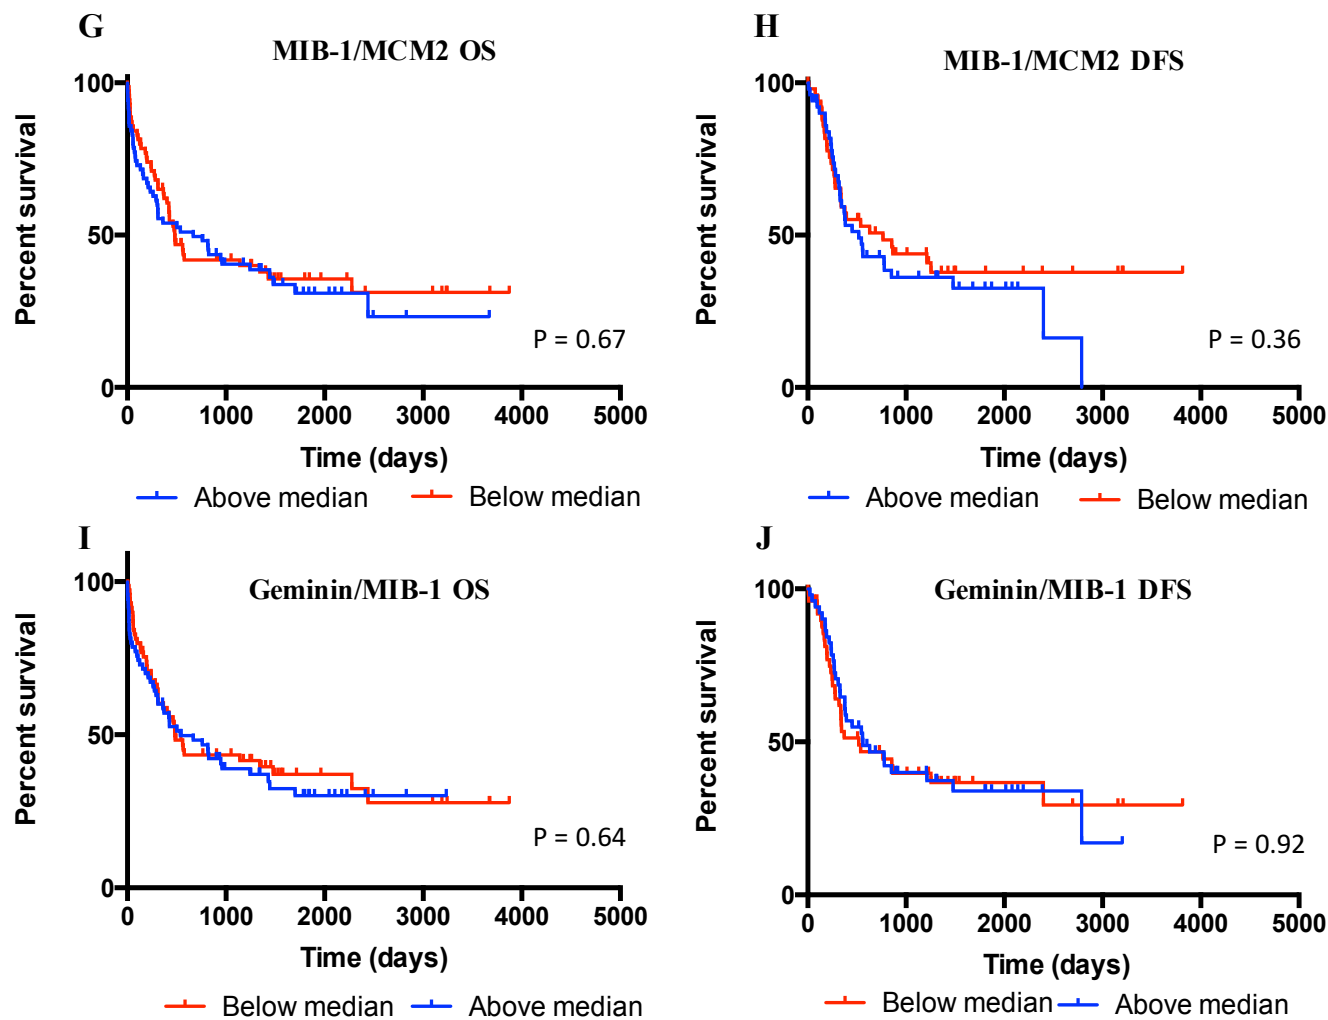 G
MIB-1/MCM2 OS
Percent survival
100
50
0
0 1000 2000 3000 4000 5000
P = 0.67
Time (days)
Above median Below median
H
MIB-1/MCM2 DFS
Percent survival
100
50
0
0 1000 2000 3000 4000 5000
P = 0.36
Time (days)
Above median Below median
I
Geminin/MIB-1 OS
Percent survival
100
50
0
0 1000 2000 3000 4000 5000
P = 0.64
Time (days)
Below median Above median
J
Geminin/MIB-1 DFS
Percent survival
100
50
0
0 1000 2000 3000 4000 5000
P = 0.92
Time (days)
Below median Above median